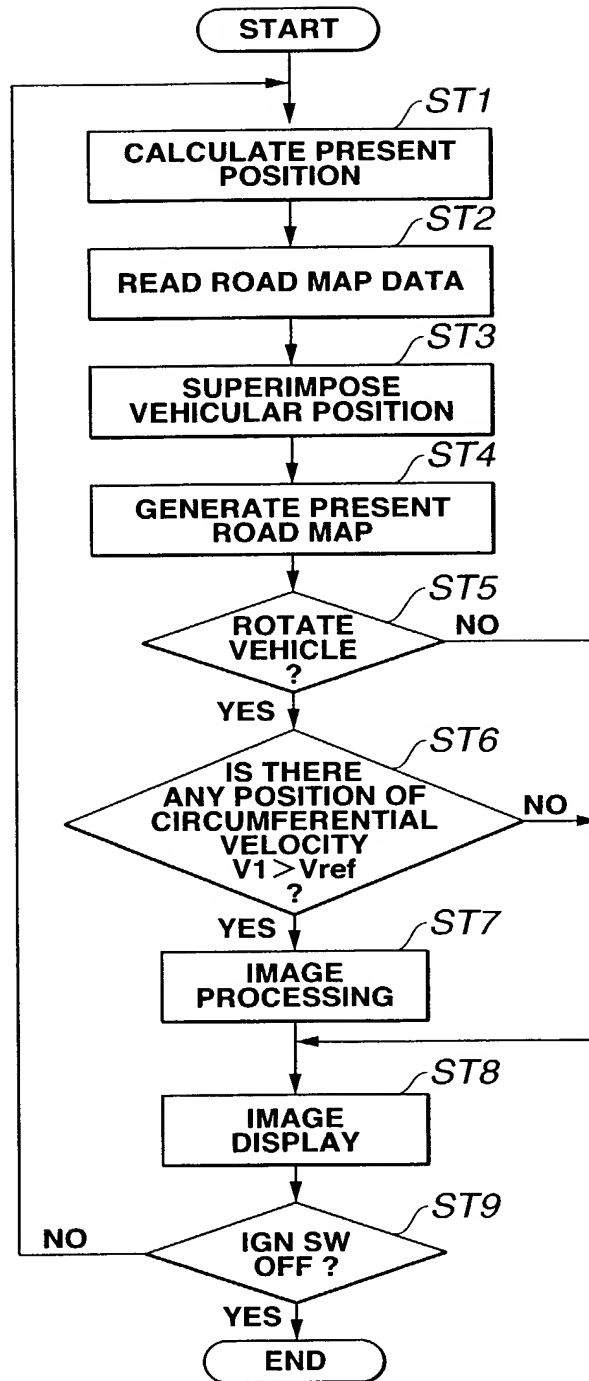 START
ST1
CALCULATE PRESENT
POSITION
ST2
READ ROAD MAP DATA
ST3
SUPERIMPOSE
VEHICULAR POSITION
ST4
GENERATE PRESENT
ROAD MAP
ST5
ROTATE
VEHICLE
?
NO
YES
ST6
IS THERE
ANY POSITION OF
CIRCUMFERENTIAL
VELOCITY
V1>Vref
?
NO
YES
ST7
IMAGE
PROCESSING
ST8
IMAGE
DISPLAY
ST9
IGN SW
OFF ?
NO
YES
END